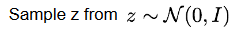 Sample z from z ∼ 𝒩(0, I)